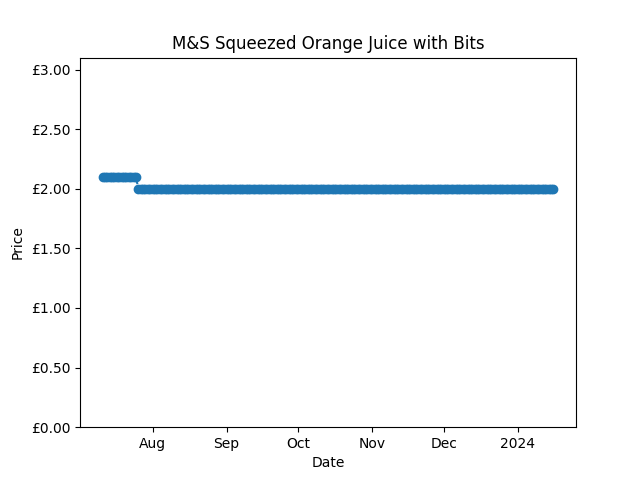 M&S Squeezed Orange Juice with Bits
£3.00
£2.50
£2.00
£1.50
£1.00
£0.50
£0.00
Price
Aug Sep Oct Nov Dec 2024
Date